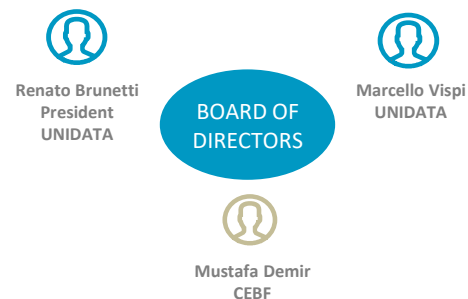 Renato Brunetti
President
UNIDATA
Marcello Vispi
UNIDATA
BOARD OF
DIRECTORS
Mustafa Demir
CEBF